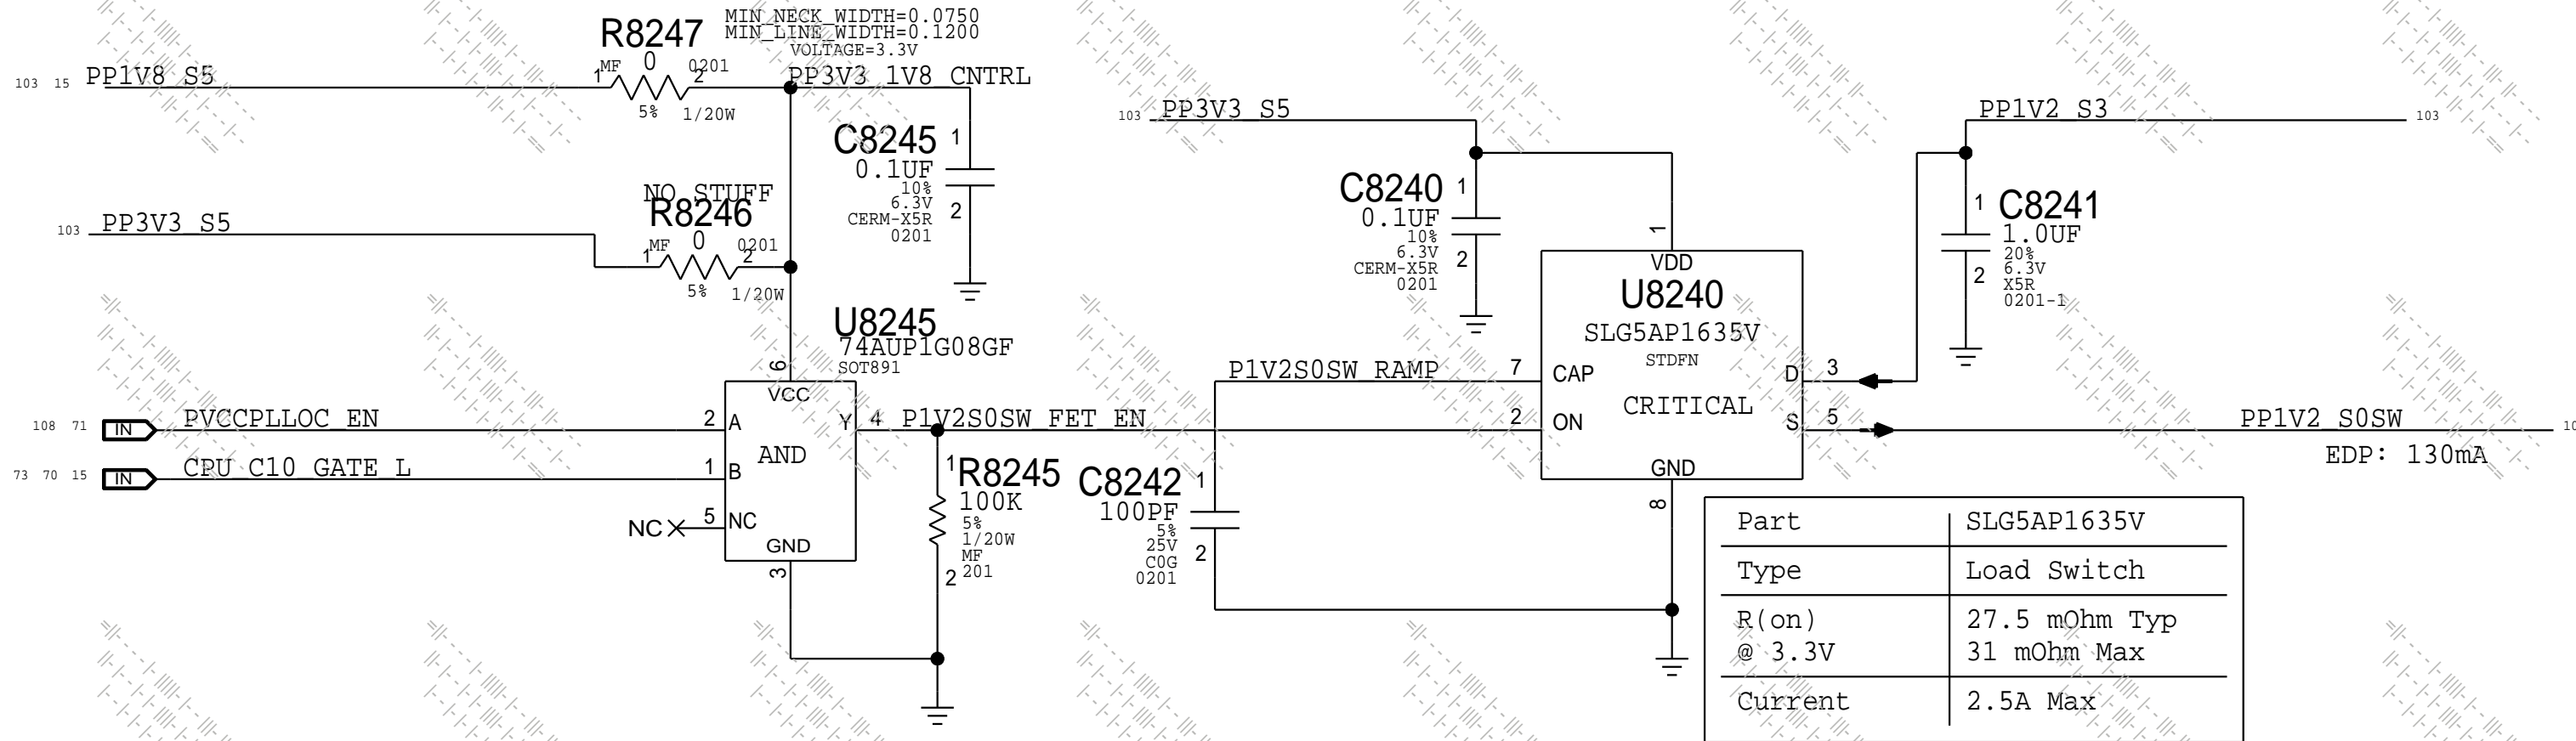 R8247
MIN_NECK_WIDTH=0.0750
MIN_LINE_WIDTH=0.1200
VOLTAGE=3.3V
103 15 PP1V8_S5
1 MF 0 2 0201
5% 1/20W
PP3V3_1V8_CNTRL
C8245 1
0.1UF
10%
6.3V 2
CERM-X5R
0201
NO STUFF
R8246
103 PP3V3_S5
1 MF 0 2 0201
5% 1/20W
U8245
74AUP1G08GF
SOT891
6
VCC
108 71 IN PVCCPLLOC_EN 2 A
Y 4 P1V2S0SW_FET_EN
AND
73 70 15 IN CPU_C10_GATE_L 1 B
NC 5 NC
GND
3
1 R8245
100K
5%
1/20W
MF
2 201
103 PP3V3_S5
C8240 1
0.1UF
10%
6.3V 2
CERM-X5R
0201
1
VDD
U8240
SLG5AP1635V
STDFN
CRITICAL
P1V2S0SW_RAMP 7 CAP
2 ON
D 3
S 5
GND
8
C8242 1
100PF
5%
25V 2
C0G
0201
PP1V2_S3 103
1 C8241
1.0UF
20%
2 6.3V
X5R
0201-1
PP1V2_S0SW
EDP: 130mA
Part SLG5AP1635V
Type Load Switch
R(on) 27.5 mOhm Typ
@ 3.3V 31 mOhm Max
Current 2.5A Max